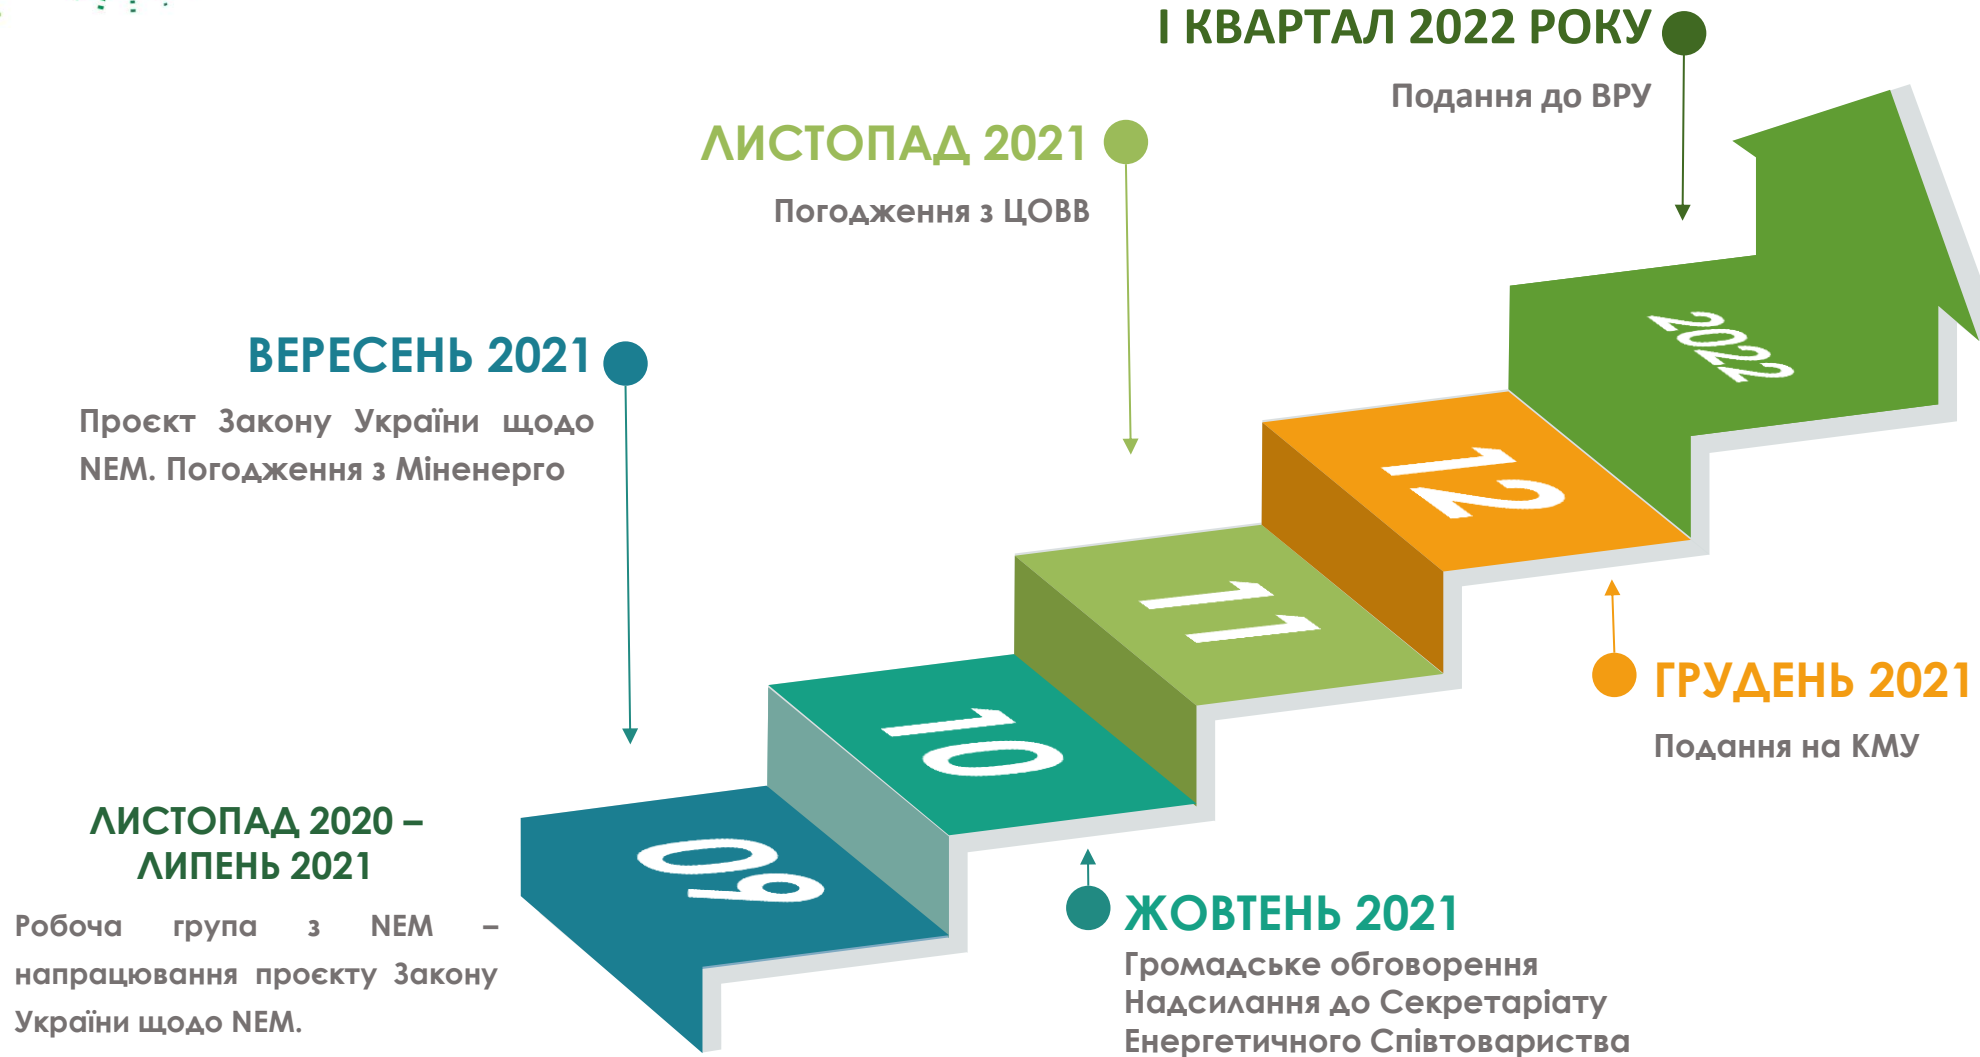 І КВАРТАЛ 2022 РОКУ
Подання до ВРУ
ЛИСТОПАД 2021
Погодження з ЦОВВ
ВЕРЕСЕНЬ 2021
Проєкт Закону України щодо
NEM. Погодження з Міненерго
ЛИСТОПАД 2020 –
ЛИПЕНЬ 2021
Робоча група з NEM –
напрацювання проєкту Закону
України щодо NEM.
09
10
11
12
2022
ГРУДЕНЬ 2021
Подання на КМУ
ЖОВТЕНЬ 2021
Громадське обговорення
Надсилання до Секретаріату
Енергетичного Співтовариства